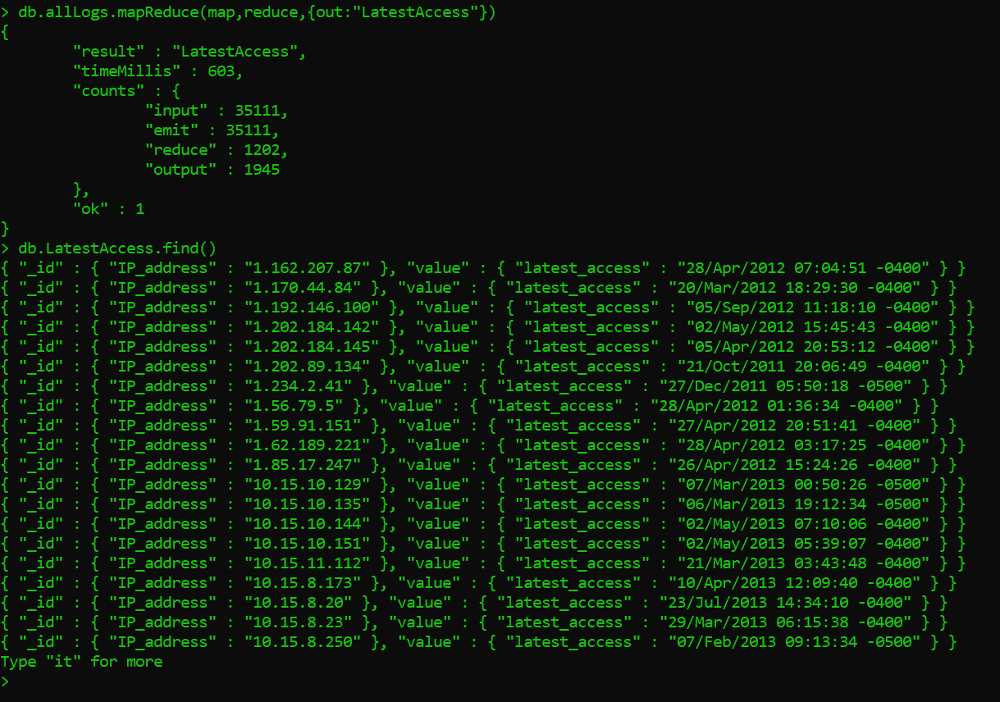 > db.allLogs.mapReduce(map,reduce,{out:"LatestAccess"})
{
        "result" : "LatestAccess",
        "timeMillis" : 603,
        "counts" : {
                "input" : 35111,
                "emit" : 35111,
                "reduce" : 1202,
                "output" : 1945
        },
        "ok" : 1
}
> db.LatestAccess.find()
{ "_id" : { "IP_address" : "1.162.207.87" }, "value" : { "latest_access" : "28/Apr/2012 07:04:51 -0400" } }
{ "_id" : { "IP_address" : "1.170.44.84" }, "value" : { "latest_access" : "20/Mar/2012 18:29:30 -0400" } }
{ "_id" : { "IP_address" : "1.192.146.100" }, "value" : { "latest_access" : "05/Sep/2012 11:18:10 -0400" } }
{ "_id" : { "IP_address" : "1.202.184.142" }, "value" : { "latest_access" : "02/May/2012 15:45:43 -0400" } }
{ "_id" : { "IP_address" : "1.202.184.145" }, "value" : { "latest_access" : "05/Apr/2012 20:53:12 -0400" } }
{ "_id" : { "IP_address" : "1.202.89.134" }, "value" : { "latest_access" : "21/Oct/2011 20:06:49 -0400" } }
{ "_id" : { "IP_address" : "1.234.2.41" }, "value" : { "latest_access" : "27/Dec/2011 05:50:18 -0500" } }
{ "_id" : { "IP_address" : "1.56.79.5" }, "value" : { "latest_access" : "28/Apr/2012 01:36:34 -0400" } }
{ "_id" : { "IP_address" : "1.59.91.151" }, "value" : { "latest_access" : "27/Apr/2012 20:51:41 -0400" } }
{ "_id" : { "IP_address" : "1.62.189.221" }, "value" : { "latest_access" : "28/Apr/2012 03:17:25 -0400" } }
{ "_id" : { "IP_address" : "1.85.17.247" }, "value" : { "latest_access" : "26/Apr/2012 15:24:26 -0400" } }
{ "_id" : { "IP_address" : "10.15.10.129" }, "value" : { "latest_access" : "07/Mar/2013 00:50:26 -0500" } }
{ "_id" : { "IP_address" : "10.15.10.135" }, "value" : { "latest_access" : "06/Mar/2013 19:12:34 -0500" } }
{ "_id" : { "IP_address" : "10.15.10.144" }, "value" : { "latest_access" : "02/May/2013 07:10:06 -0400" } }
{ "_id" : { "IP_address" : "10.15.10.151" }, "value" : { "latest_access" : "02/May/2013 05:39:07 -0400" } }
{ "_id" : { "IP_address" : "10.15.11.112" }, "value" : { "latest_access" : "21/Mar/2013 03:43:48 -0400" } }
{ "_id" : { "IP_address" : "10.15.8.173" }, "value" : { "latest_access" : "10/Apr/2013 12:09:40 -0400" } }
{ "_id" : { "IP_address" : "10.15.8.20" }, "value" : { "latest_access" : "23/Jul/2013 14:34:10 -0400" } }
{ "_id" : { "IP_address" : "10.15.8.23" }, "value" : { "latest_access" : "29/Mar/2013 06:15:38 -0400" } }
{ "_id" : { "IP_address" : "10.15.8.250" }, "value" : { "latest_access" : "07/Feb/2013 09:13:34 -0500" } }
Type "it" for more
>